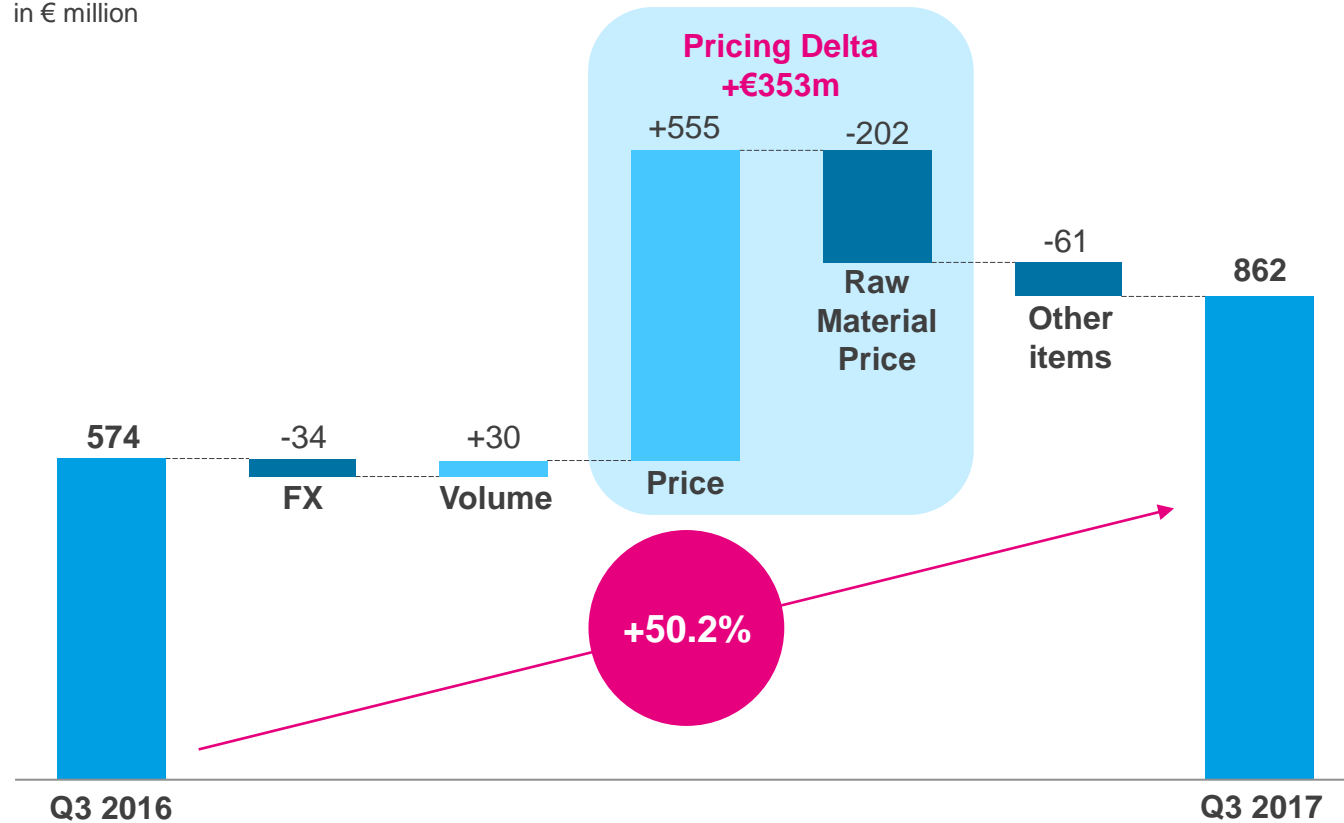 in € million
Pricing Delta
+€353m
+555
-202
-61
862
Raw
Material
Price
Other
items
574
-34
+30
Price
FX
Volume
+50.2%
Q3 2016
Q3 2017